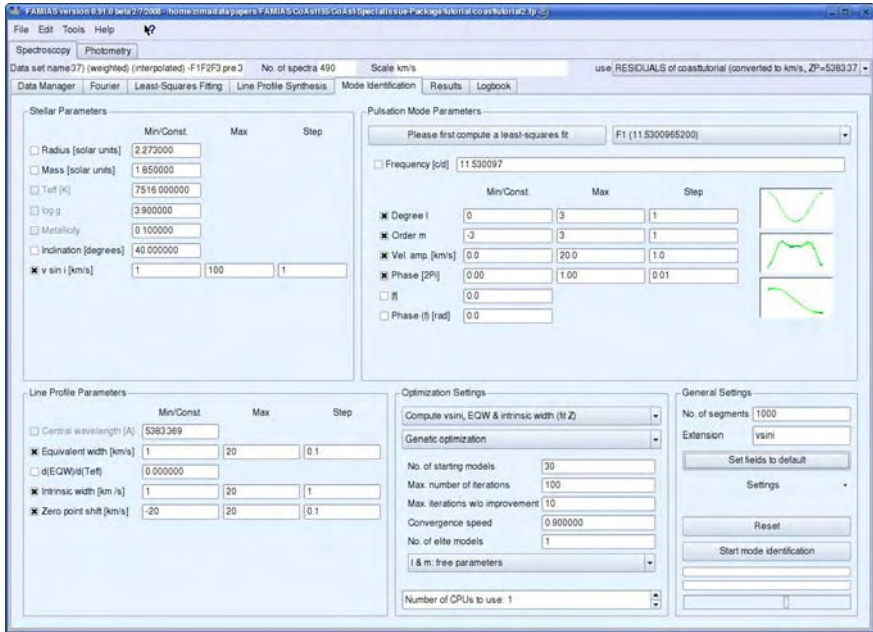 FAMIAS version 0.91.0 beta 2/7/2008 - home/zima/data/papers/FAMIAS/CoAst155/CoAst-Specialissue-Package/tutorial/coasttutorial2.fp
File Edit Tools Help
Spectroscopy Photometry
Data set name 37) (weighted) (interpolated) -F1F2F3 pre 3 No. of spectra 490 Scale km/s use RESIDUALS of coasttutorial (converted to km/s, ZP=5383.37
Data Manager Fourier Least-Squares Fitting Line Profile Synthesis Mode Identification Results Logbook
Stellar Parameters
Min/Const. Max Step
Radius [solar units] 2.273000
Mass [solar units] 1.850000
Teff [K] 7516.000000
log g 3.900000
Metallicity 0.100000
Inclination [degrees] 40.000000
v sin i [km/s] 1 100 1
Pulsation Mode Parameters
Please first compute a least-squares fit F1 (11.5300965200)
Frequency [c/d] 11.530097
Min/Const. Max Step
Degree l 0 3 1
Order m -3 3 1
Vel. amp. [km/s] 0.0 20.0 1.0
Phase [2Pi] 0.00 1.00 0.01
|f| 0.0
Phase (f) [rad] 0.0
Line Profile Parameters
Min/Const. Max Step
Central wavelength [A] 5383.369
Equivalent width [km/s] 1 20 0.1
d(EQW)/d(Teff) 0.000000
Intrinsic width [km /s] 1 20 1
Zero point shift [km/s] -20 20 0.1
Optimization Settings
Compute vsini, EQW & intrinsic width (fit Z)
Genetic optimization
No. of starting models 30
Max. number of iterations 100
Max. iterations w/o improvement 10
Convergence speed 0.900000
No. of elite models 1
l & m: free parameters
Number of CPUs to use: 1
General Settings
No. of segments 1000
Extension vsini
Set fields to default
Settings
Reset
Start mode identification